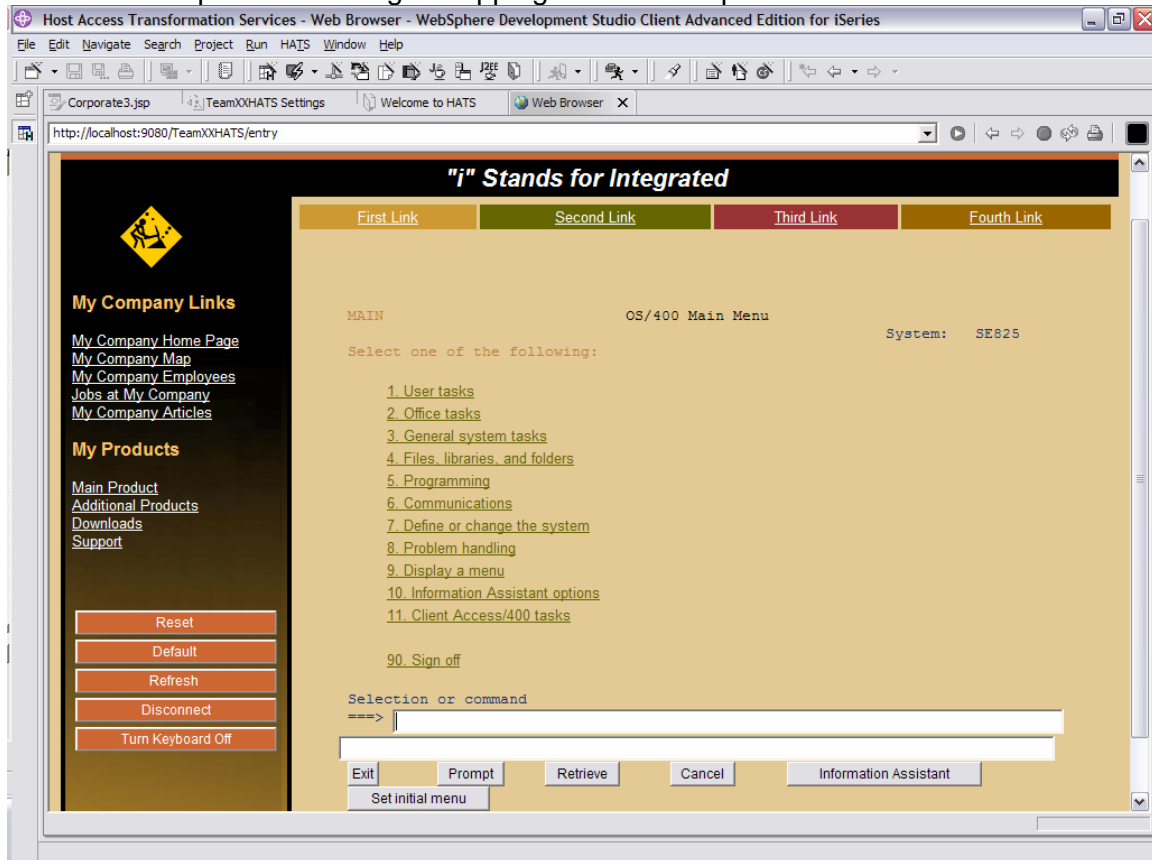 Host Access Transformation Services - Web Browser - WebSphere Development Studio Client Advanced Edition for iSeries
File Edit Navigate Search Project Run HATS Window Help
Corporate3.jsp TeamXXHATS Settings Welcome to HATS Web Browser X
http://localhost:9080/TeamXXHATS/entry
"i" Stands for Integrated
First Link Second Link Third Link Fourth Link
My Company Links
My Company Home Page
My Company Map
My Company Employees
Jobs at My Company
My Company Articles
My Products
Main Product
Additional Products
Downloads
Support
Reset
Default
Refresh
Disconnect
Turn Keyboard Off
MAIN OS/400 Main Menu
System: SE825
Select one of the following:
1. User tasks
2. Office tasks
3. General system tasks
4. Files, libraries, and folders
5. Programming
6. Communications
7. Define or change the system
8. Problem handling
9. Display a menu
10. Information Assistant options
11. Client Access/400 tasks
90. Sign off
Selection or command
===>
Exit Prompt Retrieve Cancel Information Assistant
Set initial menu